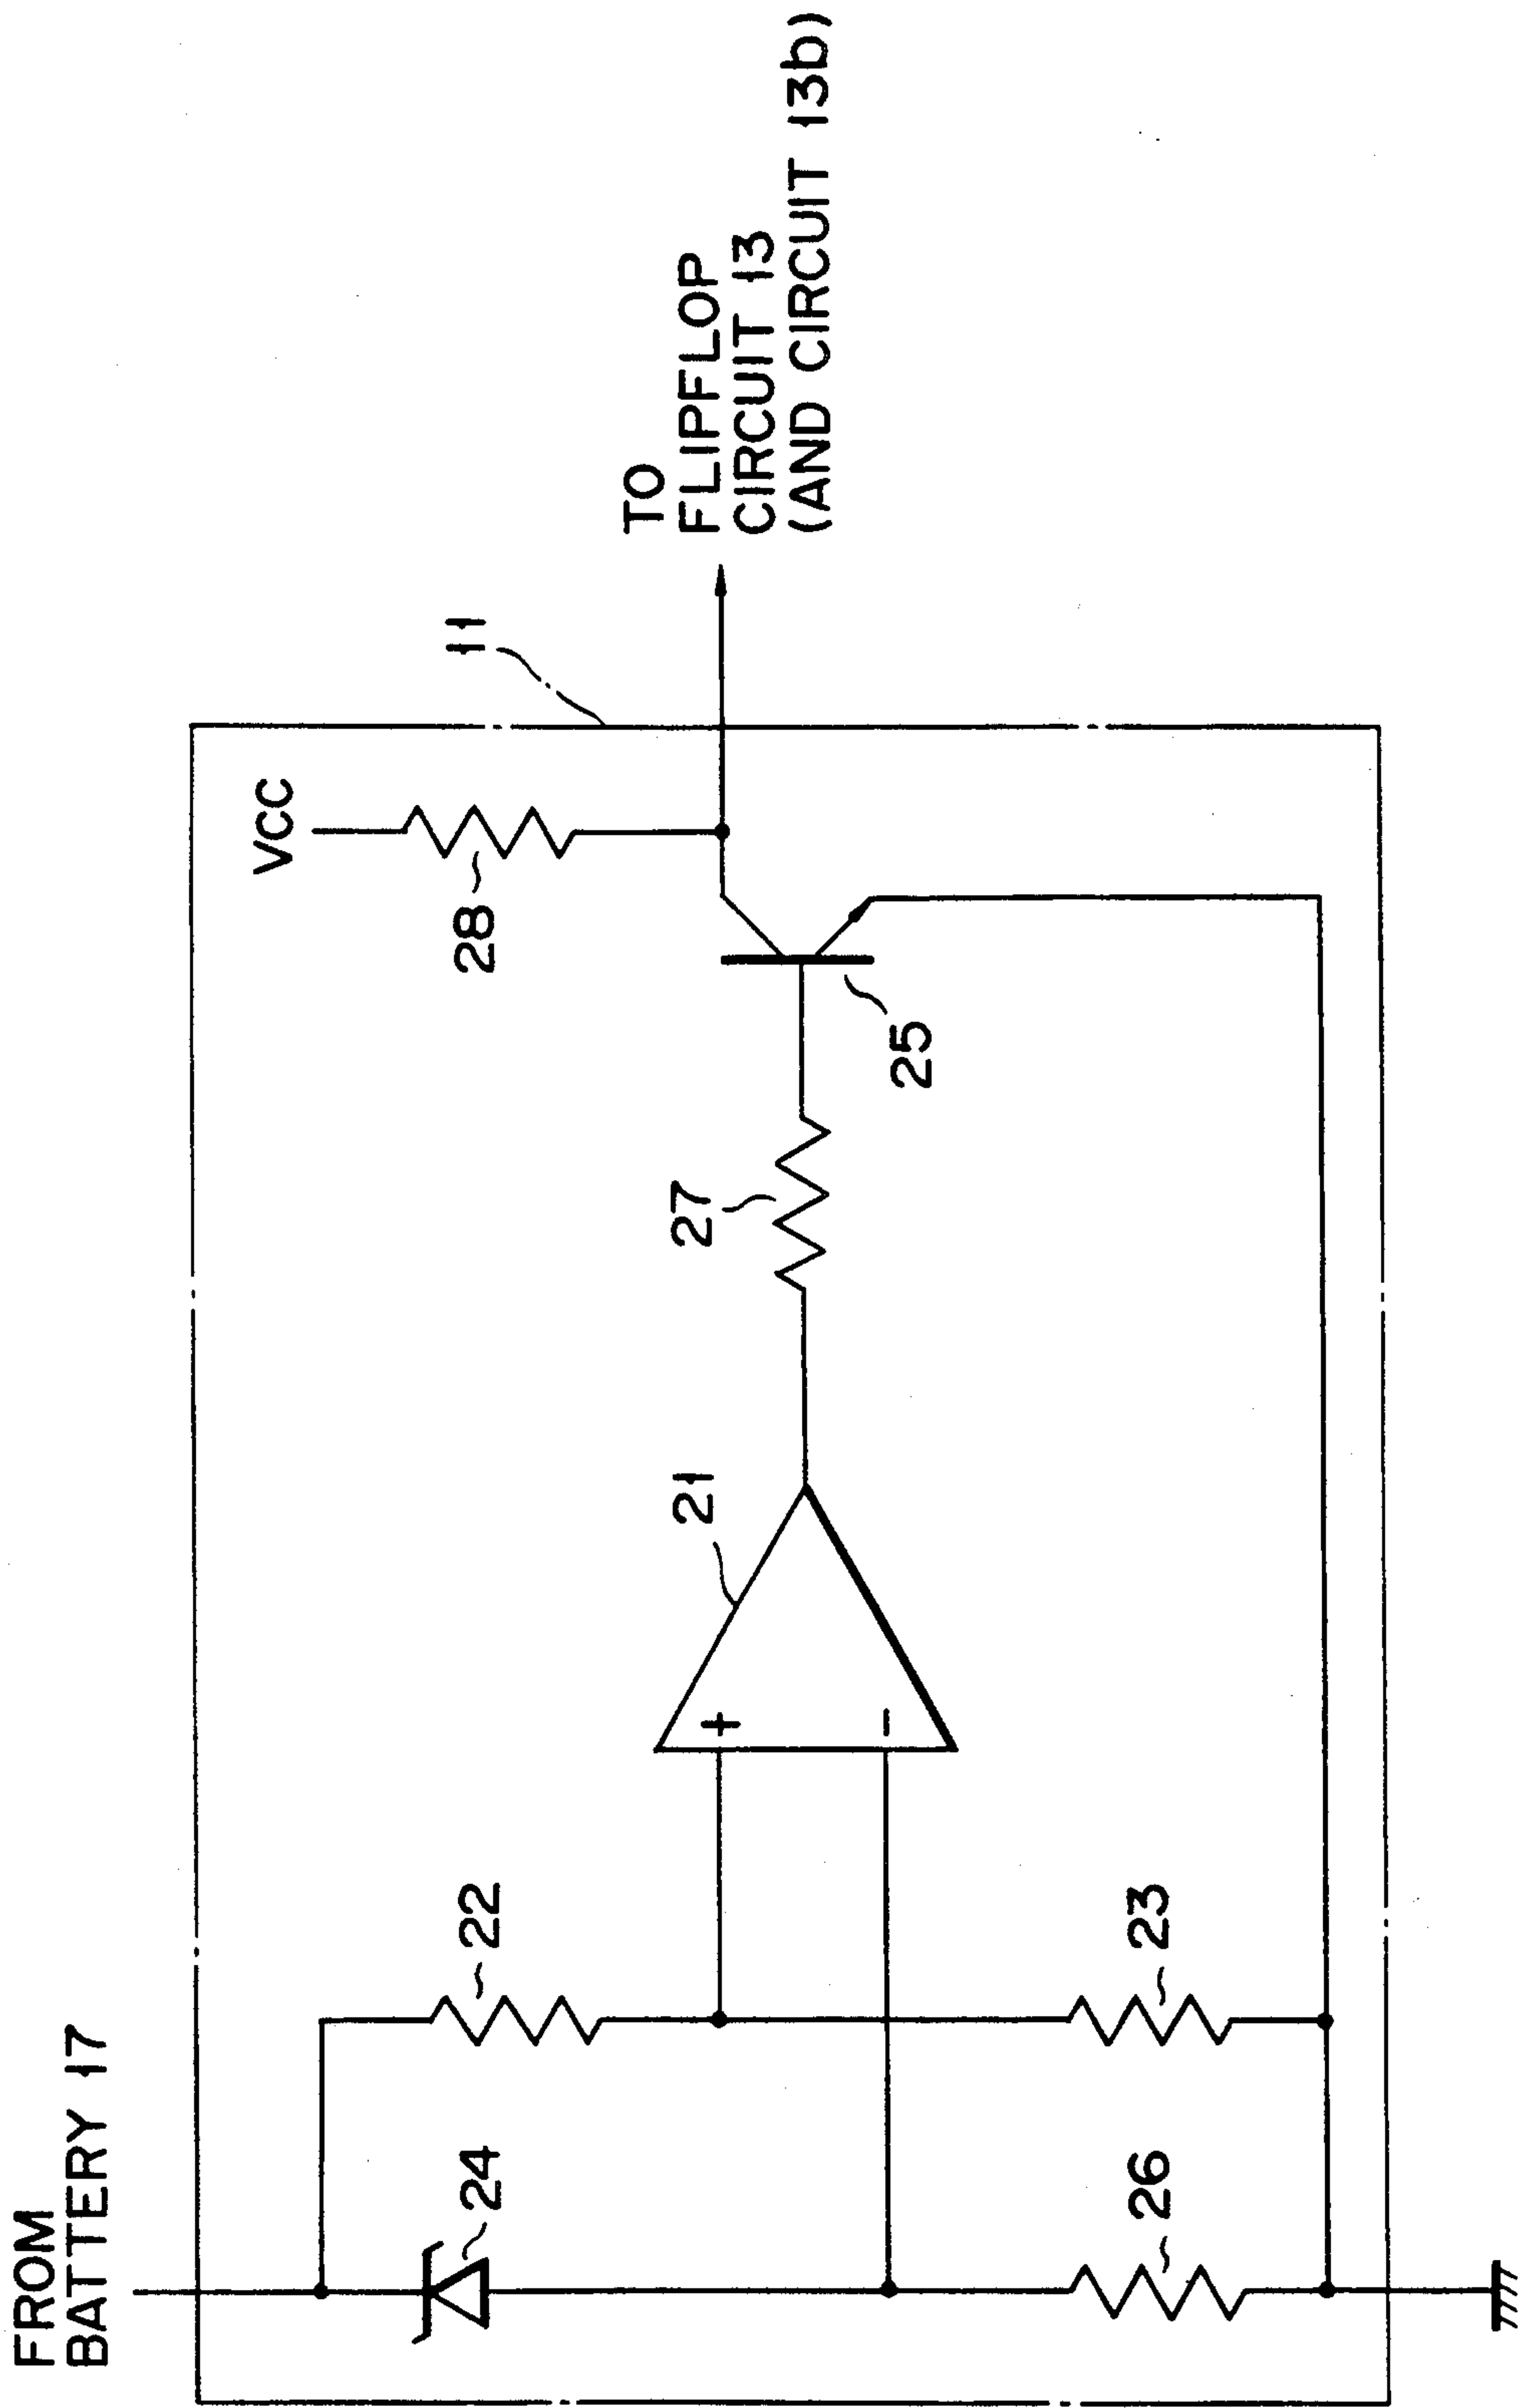 FROM
BATTERY 17
24
22
26
23
+
-
21
27
25
28
VCC
11
TO
FLIPFLOP
CIRCUIT 13
(AND CIRCUIT 13b)